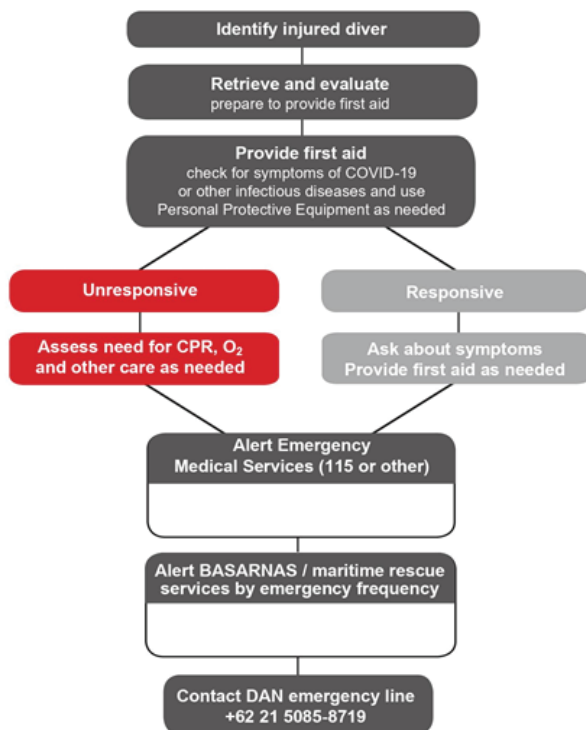 Identify injured diver
Retrieve and evaluate
prepare to provide first aid
Provide first aid
check for symptoms of COVID-19
or other infectious diseases and use
Personal Protective Equipment as needed
Unresponsive
Responsive
Assess need for CPR, O₂
and other care as needed
Ask about symptoms
Provide first aid as needed
Alert Emergency
Medical Services (115 or other)
Alert BASARNAS / maritime rescue
services by emergency frequency
Contact DAN emergency line
+62 21 5085-8719